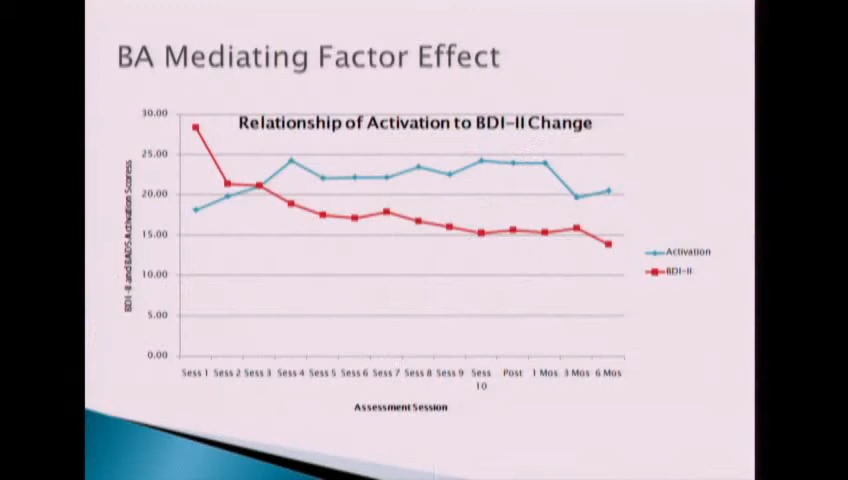 BA Mediating Factor Effect
Relationship of Activation to BDI-II Change
30.00
25.00
20.00
15.00
10.00
5.00
0.00
BDI-II and BADS Activation Scoress
Sess 1 Sess 2 Sess 3 Sess 4 Sess 5 Sess 6 Sess 7 Sess 8 Sess 9 Sess 10 Post 1 Mos 3 Mos 6 Mos
Assessment Session
Activation
BDI-II